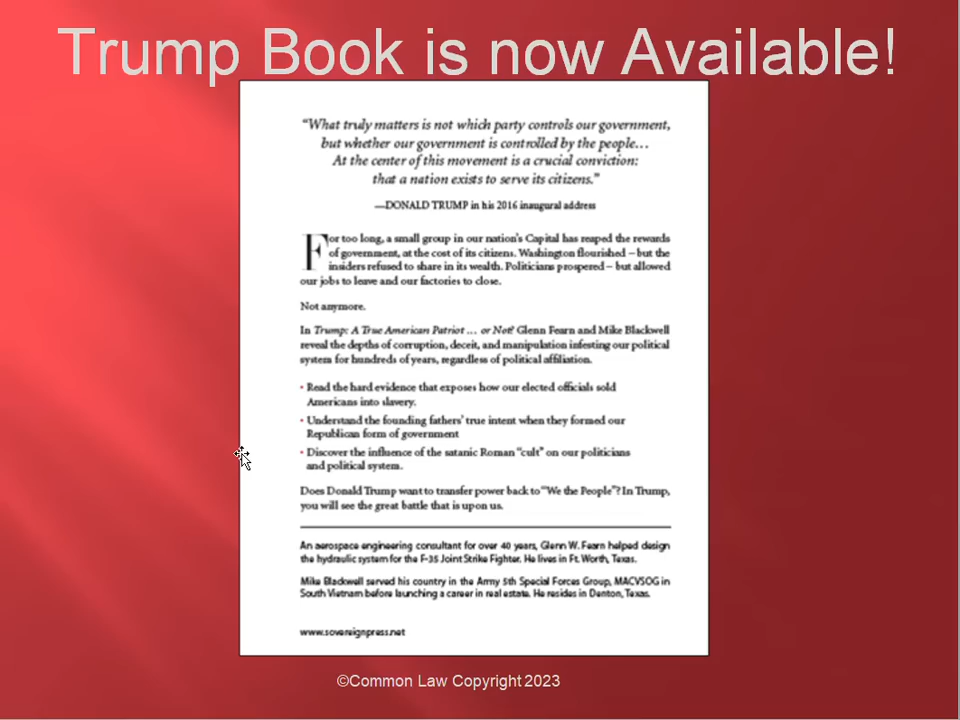 Trump Book is now Available!
“What truly matters is not which party controls our government,
but whether our government is controlled by the people…
At the center of this movement is a crucial conviction:
that a nation exists to serve its citizens.”
—DONALD TRUMP in his 2016 inaugural address
For too long, a small group in our nation’s Capital has reaped the rewards
of government, at the cost of its citizens. Washington flourished – but the
insiders refused to share in its wealth. Politicians prospered – but allowed
our jobs to leave and our factories to close.
Not anymore.
In Trump: A True American Patriot … or Not? Glenn Fearn and Mike Blackwell
reveal the depths of corruption, deceit, and manipulation infesting our political
system for hundreds of years, regardless of political affiliation.
• Read the hard evidence that exposes how our elected officials sold
Americans into slavery.
• Understand the founding fathers’ true intent when they formed our
Republican form of government
• Discover the influence of the satanic Roman “cult” on our politicians
and political system.
Does Donald Trump want to transfer power back to “We the People”? In Trump,
you will see the great battle that is upon us.
An aerospace engineering consultant for over 40 years, Glenn W. Fearn helped design
the hydraulic system for the F-35 Joint Strike Fighter. He lives in Ft. Worth, Texas.
Mike Blackwell served his country in the Army 5th Special Forces Group, MACVSOG in
South Vietnam before launching a career in real estate. He resides in Denton, Texas.
www.sovereignpress.net
©Common Law Copyright 2023